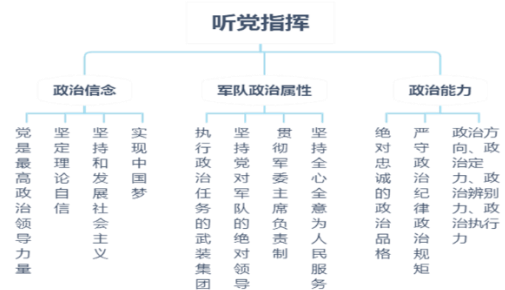 听党指挥
政治信念
军队政治属性
政治能力
党是最高政治领导力量
坚定理论自信
坚持和发展社会主义
实现中国梦
执行政治任务的武装集团
坚持党对军队的绝对领导
贯彻军委主席负责制
坚持全心全意为人民服务
绝对忠诚的政治品格
严守政治纪律政治规矩
政治方
向、政
治定
力、政
治辨别
力、政
治执行
力